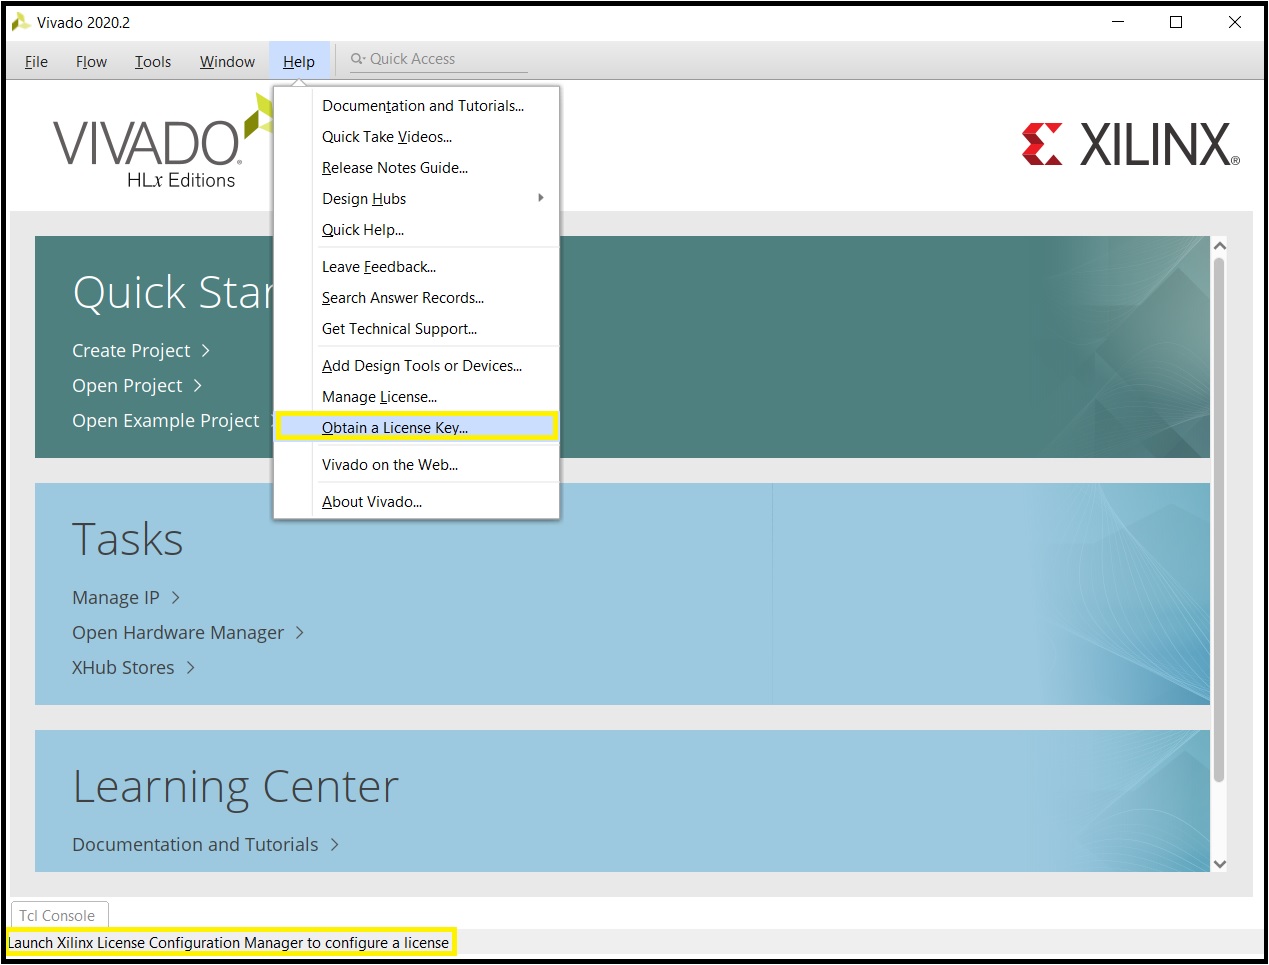 Vivado 2020.2
File Flow Tools Window Help Quick Access
VIVADO
HLx Editions
XILINX®
Documentation and Tutorials...
Quick Take Videos...
Release Notes Guide...
Design Hubs
Quick Help...
Leave Feedback...
Search Answer Records...
Get Technical Support...
Add Design Tools or Devices...
Manage License...
Obtain a License Key...
Vivado on the Web...
About Vivado...
Quick Star
Create Project >
Open Project >
Open Example Project
Tasks
Manage IP >
Open Hardware Manager >
XHub Stores >
Learning Center
Documentation and Tutorials >
Tcl Console
Launch Xilinx License Configuration Manager to configure a license